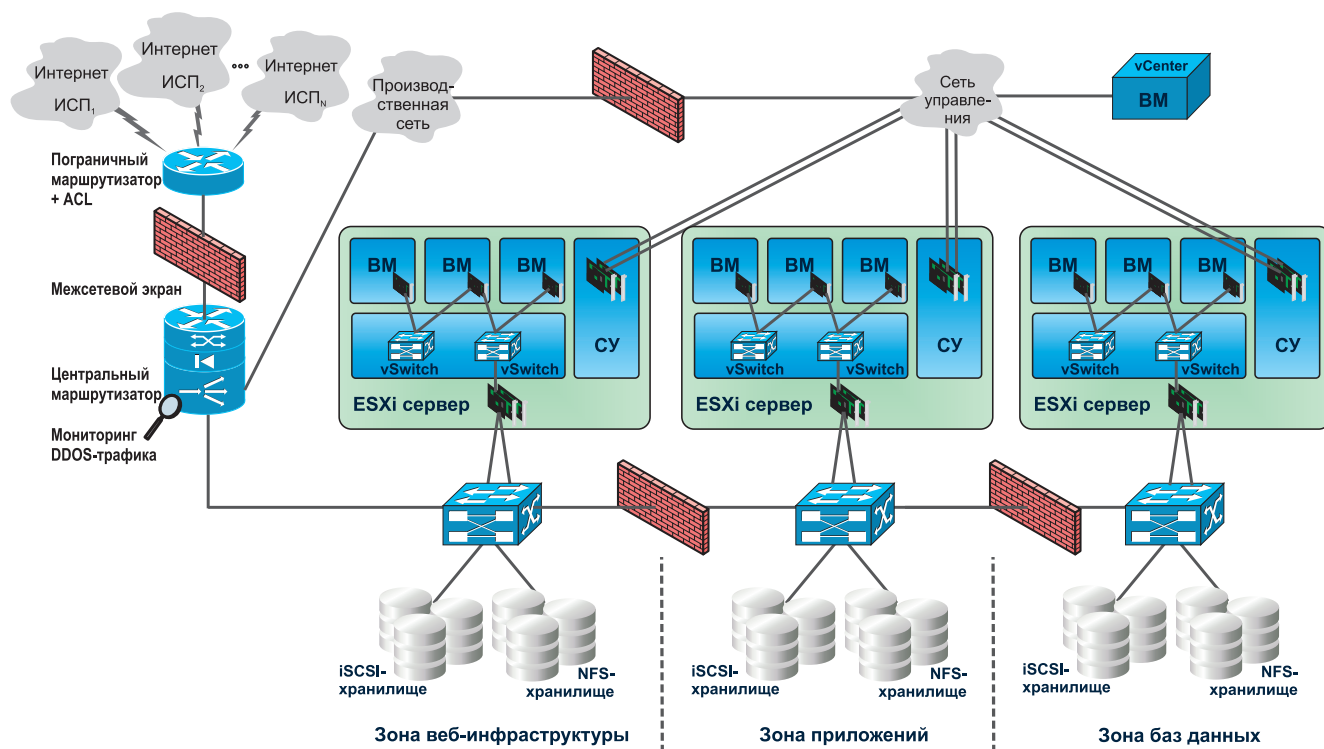 Интернет
ИСП1
Интернет
ИСП2
...
Интернет
ИСПN
Производ-
ственная
сеть
Сеть
управле-
ния
vCenter
ВМ
Пограничный
маршрутизатор
+ ACL
Межсетевой экран
Центральный
маршрутизатор
Мониторинг
DDOS-трафика
ВМ
ВМ
ВМ
vSwitch
vSwitch
СУ
ESXi сервер
ВМ
ВМ
ВМ
vSwitch
vSwitch
СУ
ESXi сервер
ВМ
ВМ
ВМ
vSwitch
vSwitch
СУ
ESXi сервер
iSCSI-
хранилище
NFS-
хранилище
iSCSI-
хранилище
NFS-
хранилище
iSCSI-
хранилище
NFS-
хранилище
Зона веб-инфраструктуры
Зона приложений
Зона баз данных